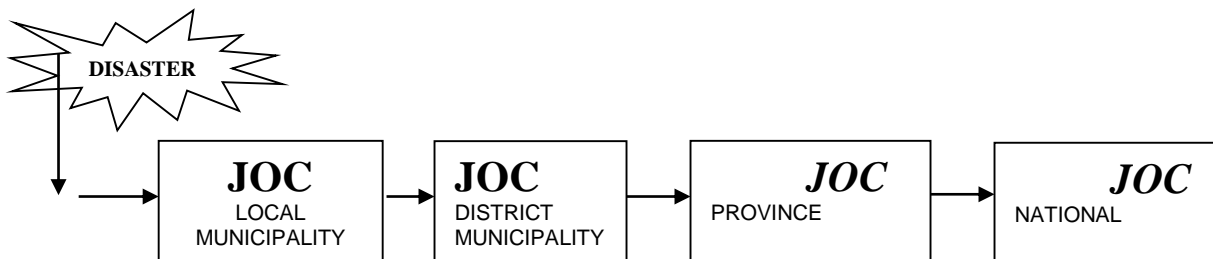 DISASTER
JOC
LOCAL
MUNICIPALITY
JOC
DISTRICT
MUNICIPALITY
JOC
PROVINCE
JOC
NATIONAL